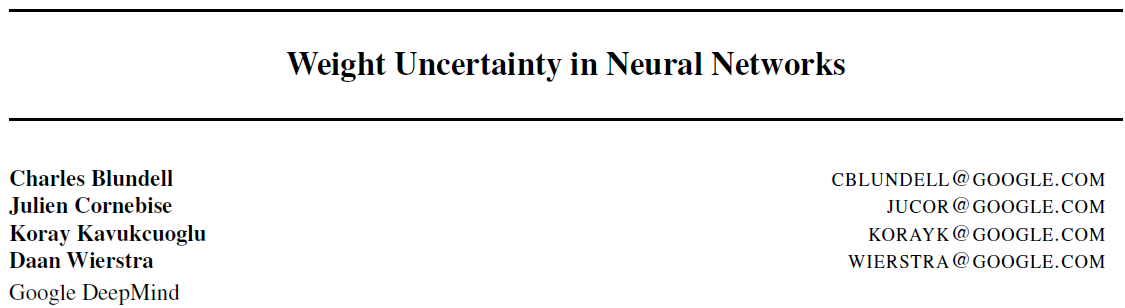 Weight Uncertainty in Neural Networks
Charles Blundell CBLUNDELL@GOOGLE.COM
Julien Cornebise JUCOR@GOOGLE.COM
Koray Kavukcuoglu KORAYK@GOOGLE.COM
Daan Wierstra WIERSTRA@GOOGLE.COM
Google DeepMind